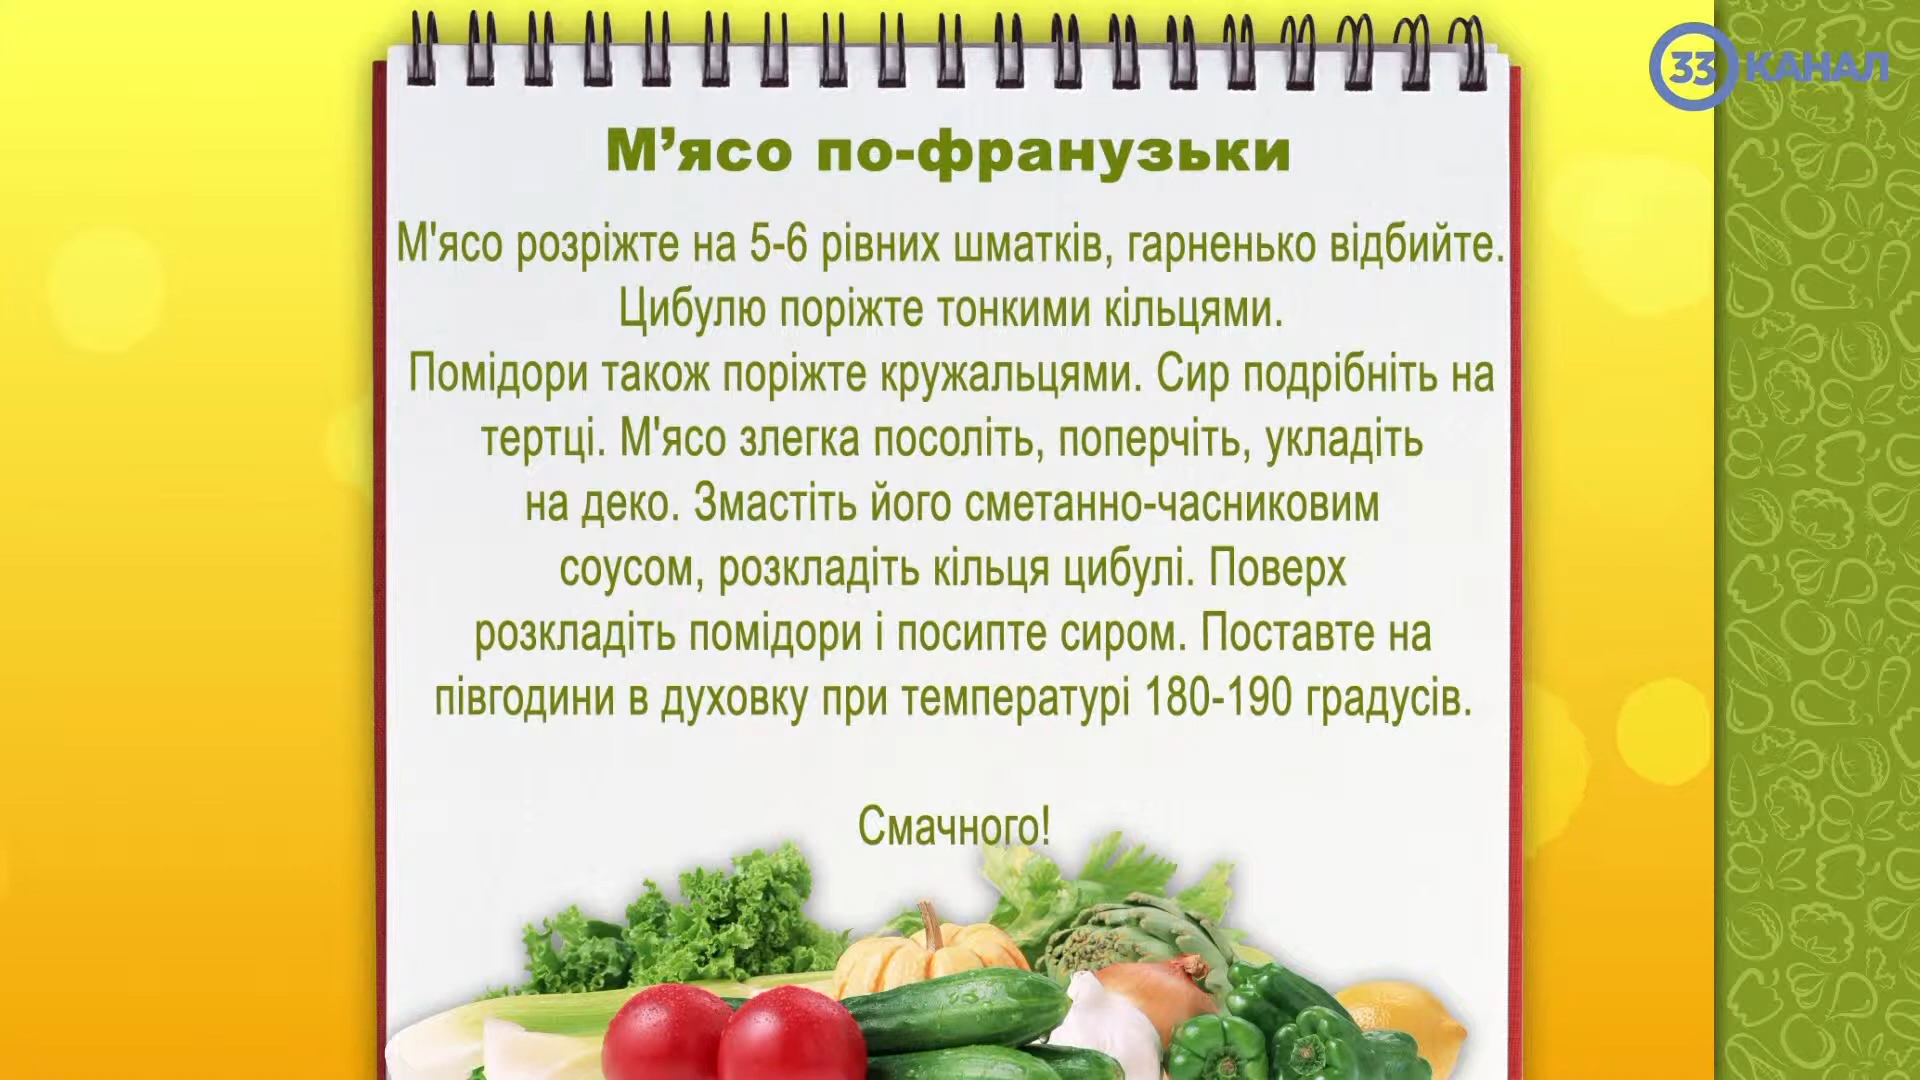 33 КАНАЛ
М’ясо по-франузьки
М'ясо розріжте на 5-6 рівних шматків, гарненько відбийте.
Цибулю поріжте тонкими кільцями.
Помідори також поріжте кружальцями. Сир подрібніть на
тертці. М'ясо злегка посоліть, поперчіть, укладіть
на деко. Змастіть його сметанно-часниковим
соусом, розкладіть кільця цибулі. Поверх
розкладіть помідори і посипте сиром. Поставте на
півгодини в духовку при температурі 180-190 градусів.
Смачного!